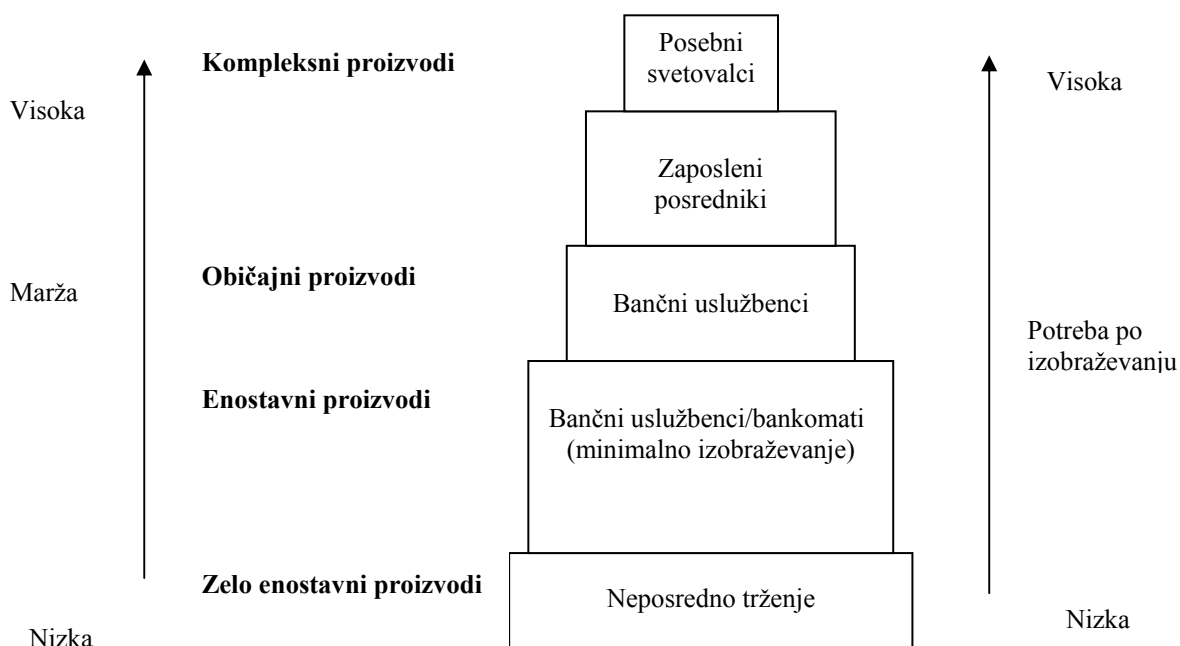 Kompleksni proizvodi
Posebni
svetovalci
Visoka
Visoka
Zaposleni
posredniki
Običajni proizvodi
Marža
Bančni uslužbenci
Potreba po
izobraževanju
Enostavni proizvodi
Bančni uslužbenci/bankomati
(minimalno izobraževanje)
Zelo enostavni proizvodi
Neposredno trženje
Nizka
Nizka